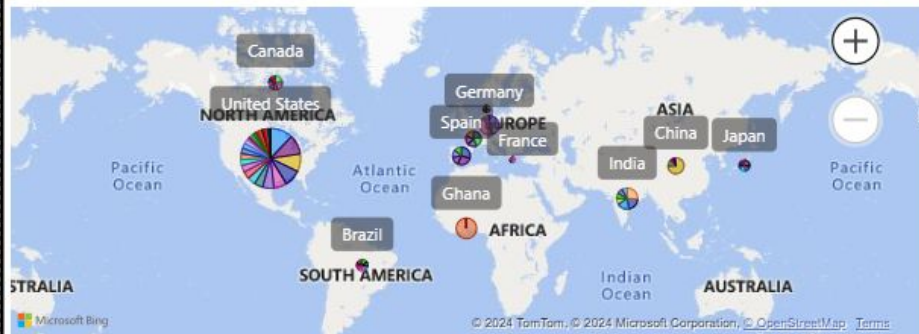 Canada
United States
NORTH AMERICA
Germany
Spain
EUROPE
France
ASIA
China
Japan
India
Pacific
Ocean
Atlantic
Ocean
Pacific
Ocean
Ghana
AFRICA
Brazil
SOUTH AMERICA
Indian
Ocean
STRALIA
AUSTRALIA
Microsoft Bing
© 2024 TomTom, © 2024 Microsoft Corporation, © OpenStreetMap Terms